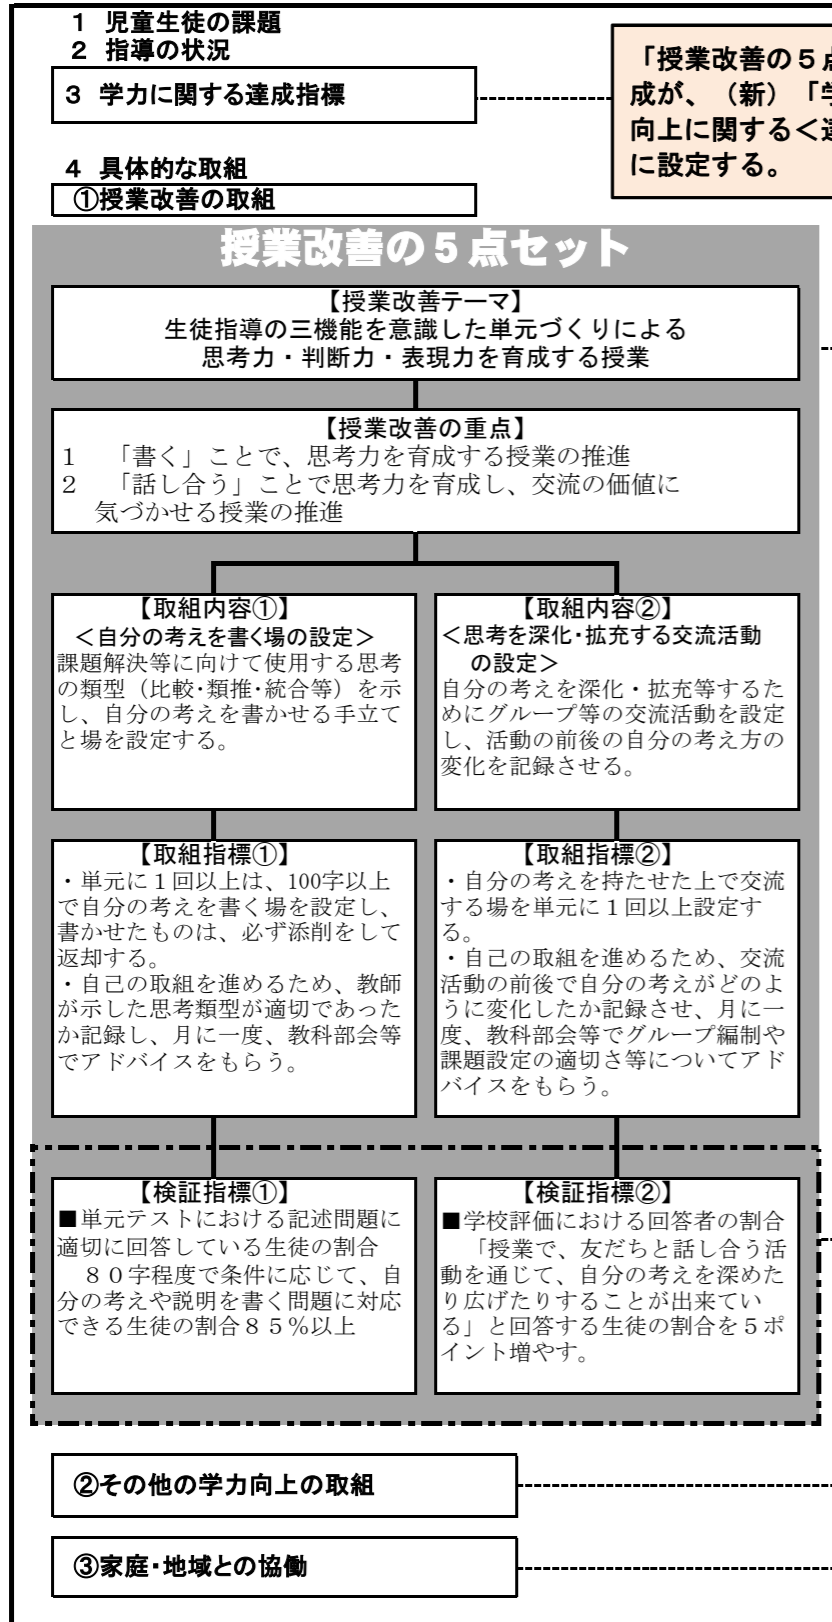 1 児童生徒の課題
2 指導の状況
3 学力に関する達成指標
「授業改善の５点
成が、（新）「学
向上に関する＜達
に設定する。
4 具体的な取組
①授業改善の取組
授業改善の５点セット
【授業改善テーマ】
生徒指導の三機能を意識した単元づくりによる
思考力・判断力・表現力を育成する授業
【授業改善の重点】
１　「書く」ことで、思考力を育成する授業の推進
２　「話し合う」ことで思考力を育成し、交流の価値に
気づかせる授業の推進
【取組内容①】
＜自分の考えを書く場の設定＞
課題解決等に向けて使用する思考
の類型（比較・類推・統合等）を示
し、自分の考えを書かせる手立て
と場を設定する。
【取組内容②】
＜思考を深化・拡充する交流活動
の設定＞
自分の考えを深化・拡充等するた
めにグループ等の交流活動を設定
し、活動の前後の自分の考え方の
変化を記録させる。
【取組指標①】
・単元に１回以上は、100字以上
で自分の考えを書く場を設定し、
書かせたものは、必ず添削をして
返却する。
・自己の取組を進めるため、教師
が示した思考類型が適切であった
か記録し、月に一度、教科部会等
でアドバイスをもらう。
【取組指標②】
・自分の考えを持たせた上で交流
する場を単元に１回以上設定す
る。
・自己の取組を進めるため、交流
活動の前後で自分の考えがどのよ
うに変化したか記録させ、月に一
度、教科部会等でグループ編制や
課題設定の適切さ等についてアド
バイスをもらう。
【検証指標①】
■単元テストにおける記述問題に
適切に回答している生徒の割合
８０字程度で条件に応じて、自
分の考えや説明を書く問題に対応
できる生徒の割合８５％以上
【検証指標②】
■学校評価における回答者の割合
「授業で、友だちと話し合う活
動を通じて、自分の考えを深めた
り広げたりすることが出来てい
る」と回答する生徒の割合を５ポ
イント増やす。
②その他の学力向上の取組
③家庭・地域との協働